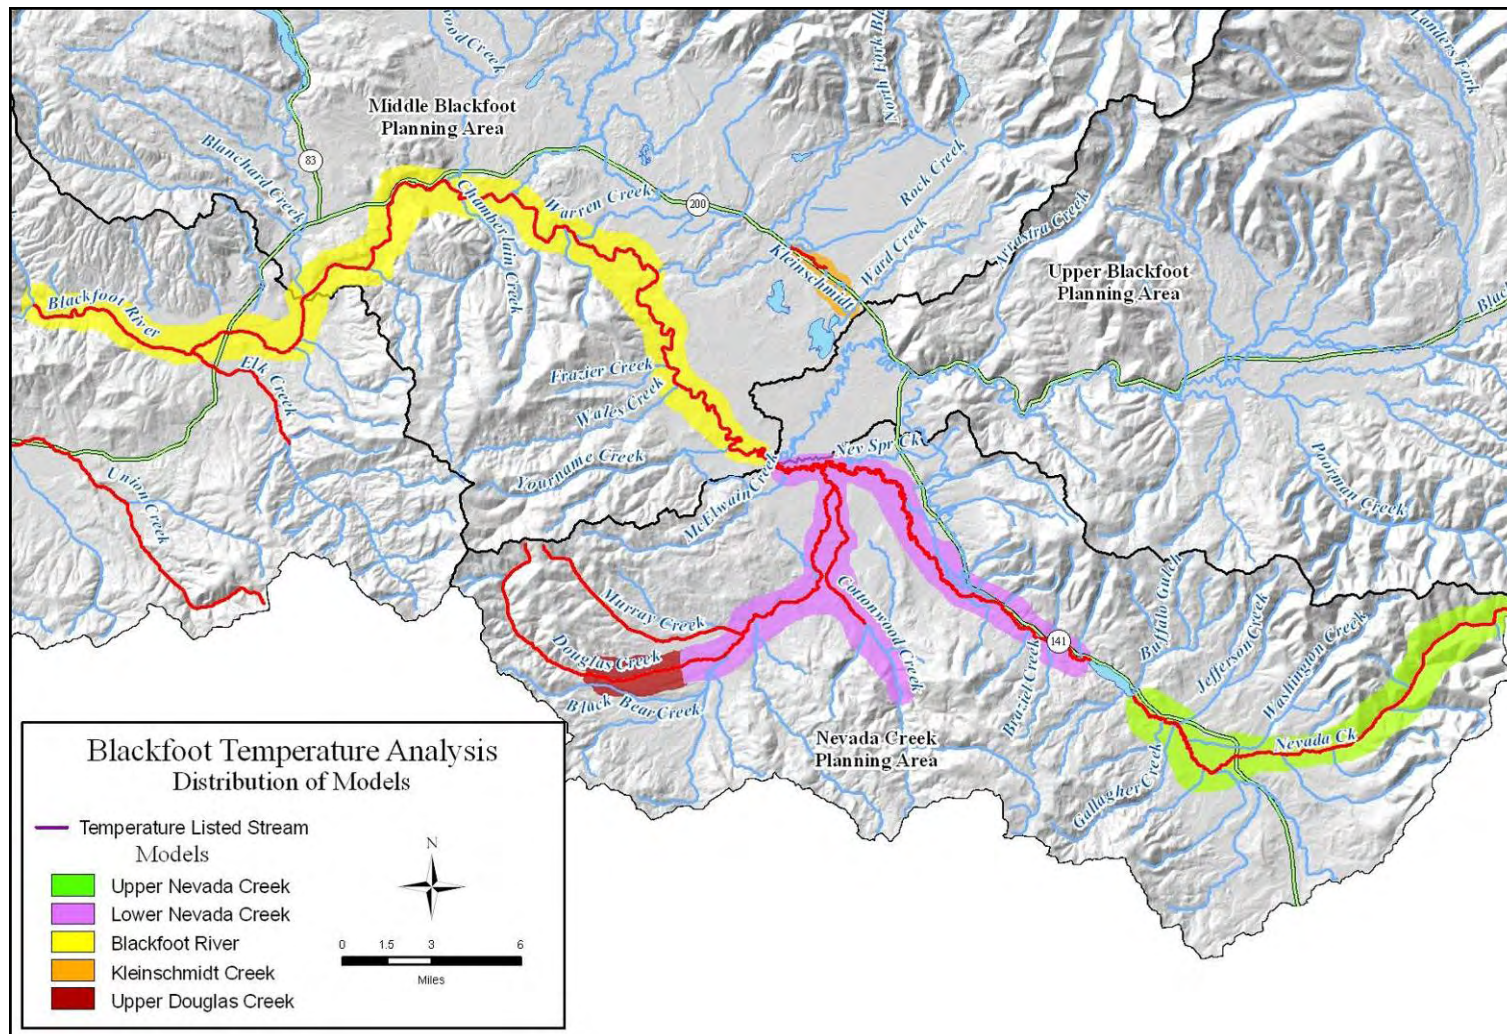 wood Creek
North Fork Bla
Landers Fork
Middle Blackfoot
Planning Area
Blanchard Creek
83
Chamberlain Creek
Warren Creek
200
Rock Creek
Ward Creek
Arrastra Creek
Kleinschmidt
Upper Blackfoot
Planning Area
Blackfoot River
Black
Elk Creek
Frazier Creek
Wales Creek
Yourname Creek
McElwain Creek
Nev Spr Ck
Union Creek
Poorman Creek
Murray Creek
Cottonwood Creek
Douglas Creek
Black Bear Creek
141
Braziel Creek
Buffalo Gulch
Jefferson Creek
Washington Creek
Nevada Ck
Gallagher Creek
Nevada Creek
Planning Area
Blackfoot Temperature Analysis
Distribution of Models
Temperature Listed Stream
Models
Upper Nevada Creek
Lower Nevada Creek
Blackfoot River
Kleinschmidt Creek
Upper Douglas Creek
N
0 1.5 3 6
Miles